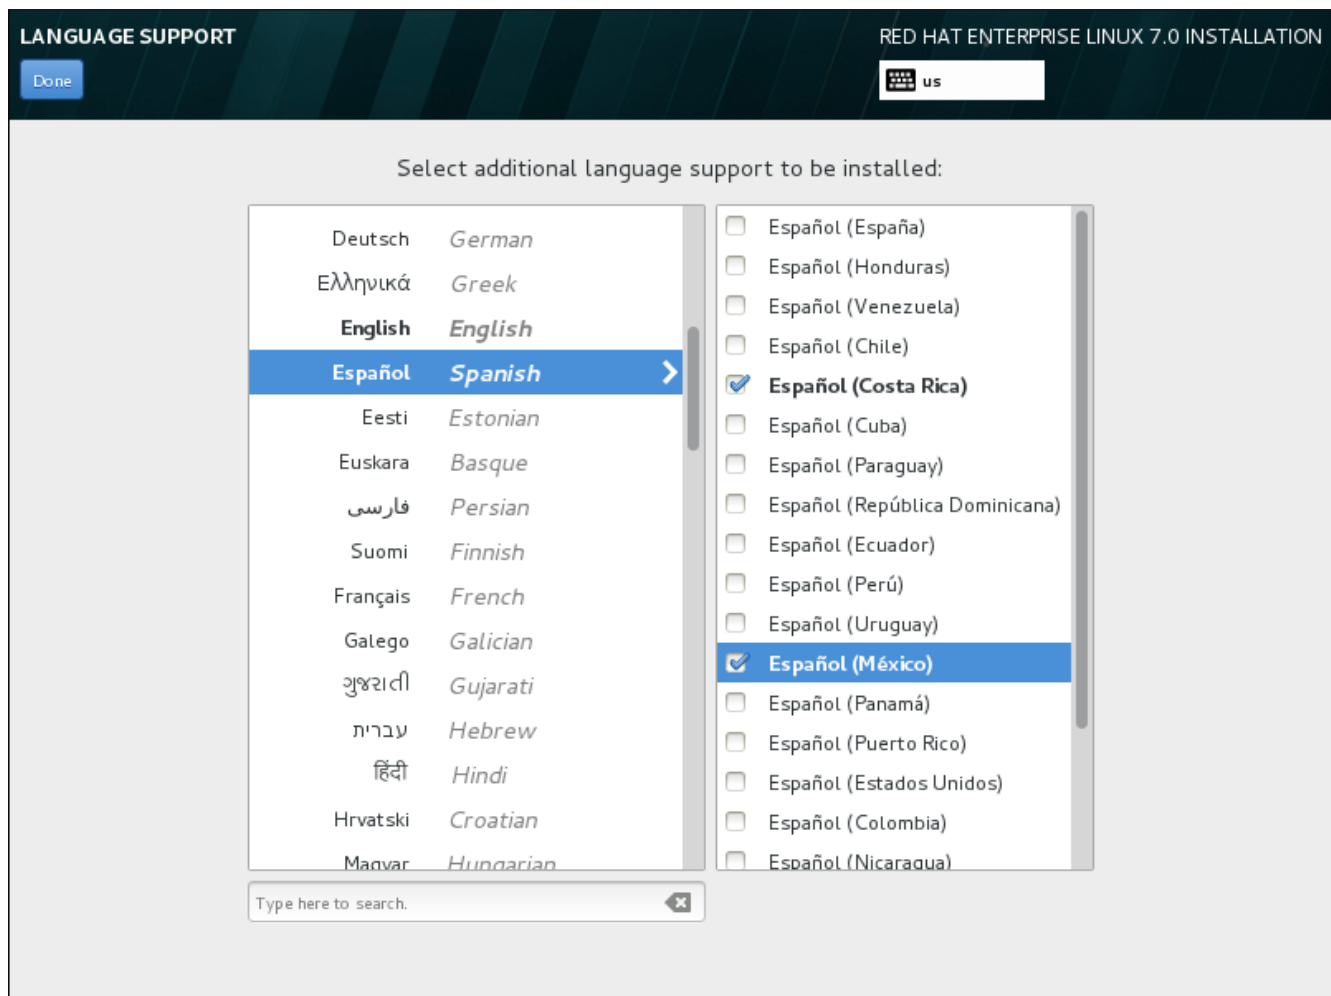 LANGUAGE SUPPORT
RED HAT ENTERPRISE LINUX 7.0 INSTALLATION
Done
us
Select additional language support to be installed:
Deutsch German
Ελληνικά Greek
English English
Español Spanish
Eesti Estonian
Euskara Basque
فارسی Persian
Suomi Finnish
Français French
Galego Galician
ગુજરાતી Gujarati
עברית Hebrew
हिंदी Hindi
Hrvatski Croatian
Magyar Hungarian
Español (España)
Español (Honduras)
Español (Venezuela)
Español (Chile)
Español (Costa Rica)
Español (Cuba)
Español (Paraguay)
Español (República Dominicana)
Español (Ecuador)
Español (Perú)
Español (Uruguay)
Español (México)
Español (Panamá)
Español (Puerto Rico)
Español (Estados Unidos)
Español (Colombia)
Español (Nicaragua)
Type here to search.